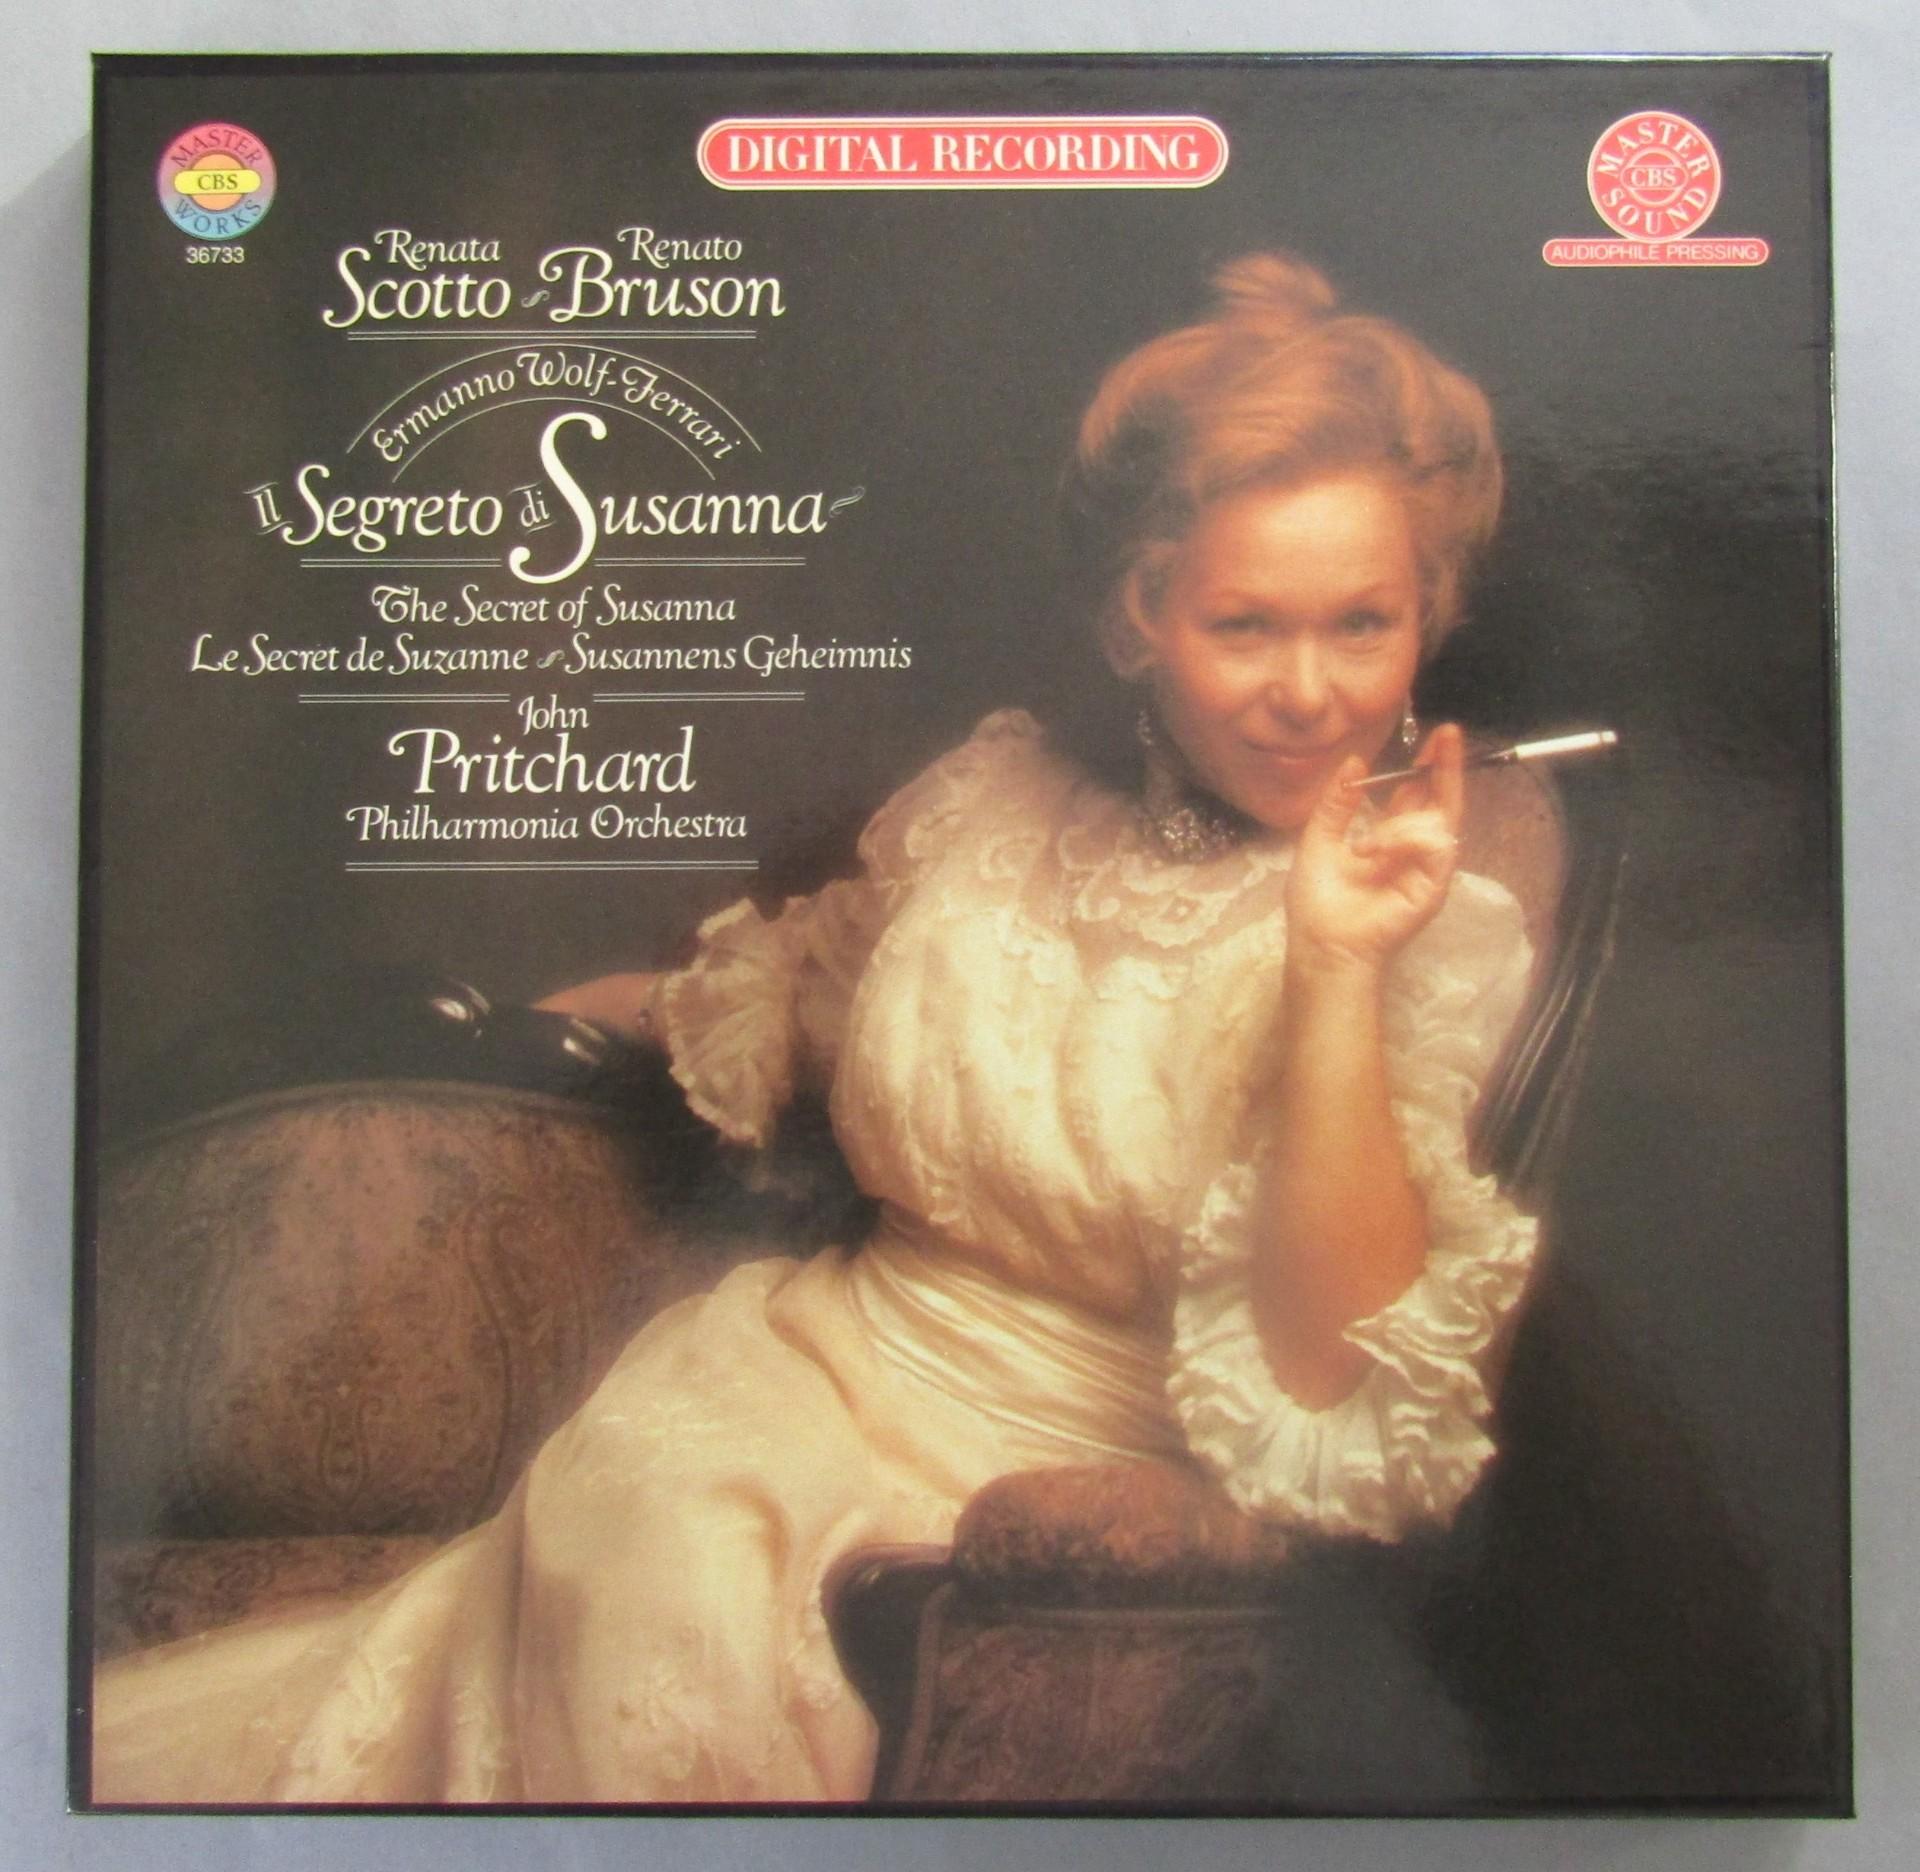 MASTER
CBS
WORKS
36733
DIGITAL RECORDING
MASTER
CBS
SOUND
AUDIOPHILE PRESSING
Renata Renato
Scotto Bruson
Ermanno Wolf-Ferrari
Il Segreto di Susanna
The Secret of Susanna
Le Secret de Suzanne Susannens Geheimnis
John
Pritchard
Philharmonia Orchestra